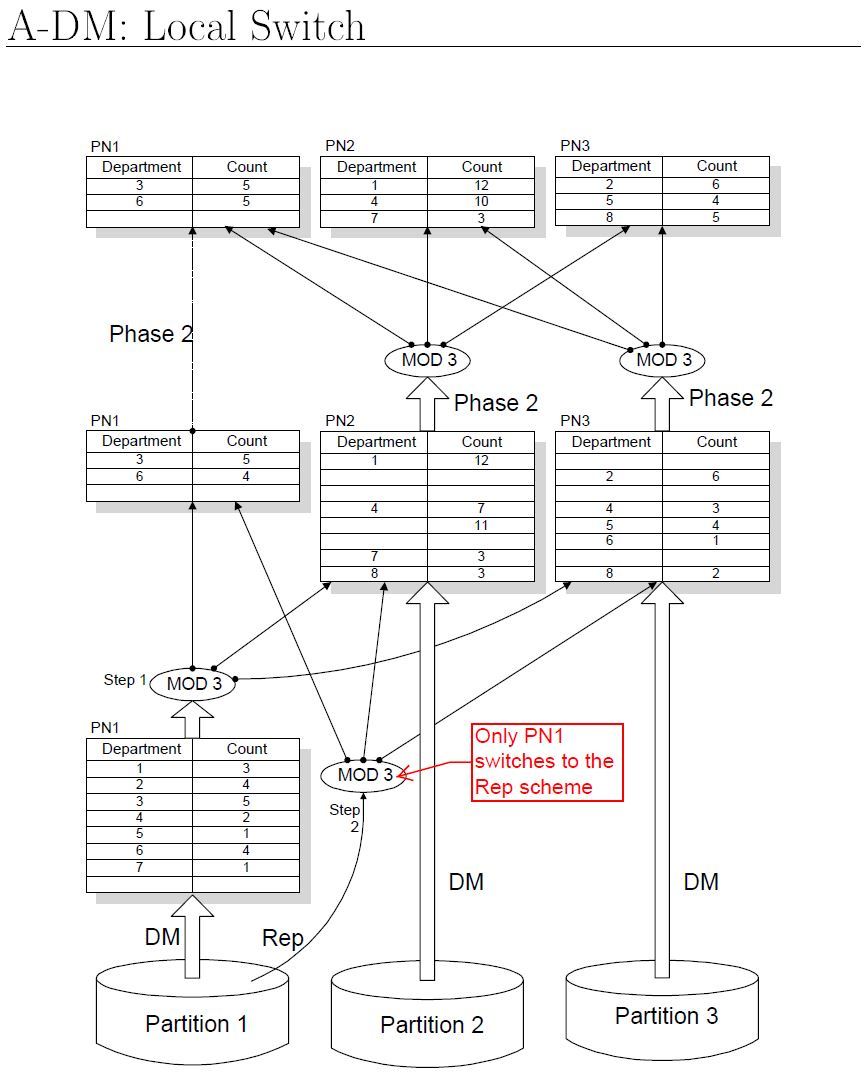 A-DM: Local Switch
PN1
Department Count
3 5
6 5
PN2
Department Count
1 12
4 10
7 3
PN3
Department Count
2 6
5 4
8 5
Phase 2
MOD 3
MOD 3
Phase 2
Phase 2
PN1
Department Count
3 5
6 4
PN2
Department Count
1 12
4 7
11
7 3
8 3
PN3
Department Count
2 6
4 3
5 4
6 1
8 2
Step 1
MOD 3
PN1
Department Count
1 3
2 4
3 5
4 2
5 1
6 4
7 1
MOD 3
Step
2
Only PN1
switches to the
Rep scheme
DM
Rep
DM
DM
Partition 1
Partition 2
Partition 3